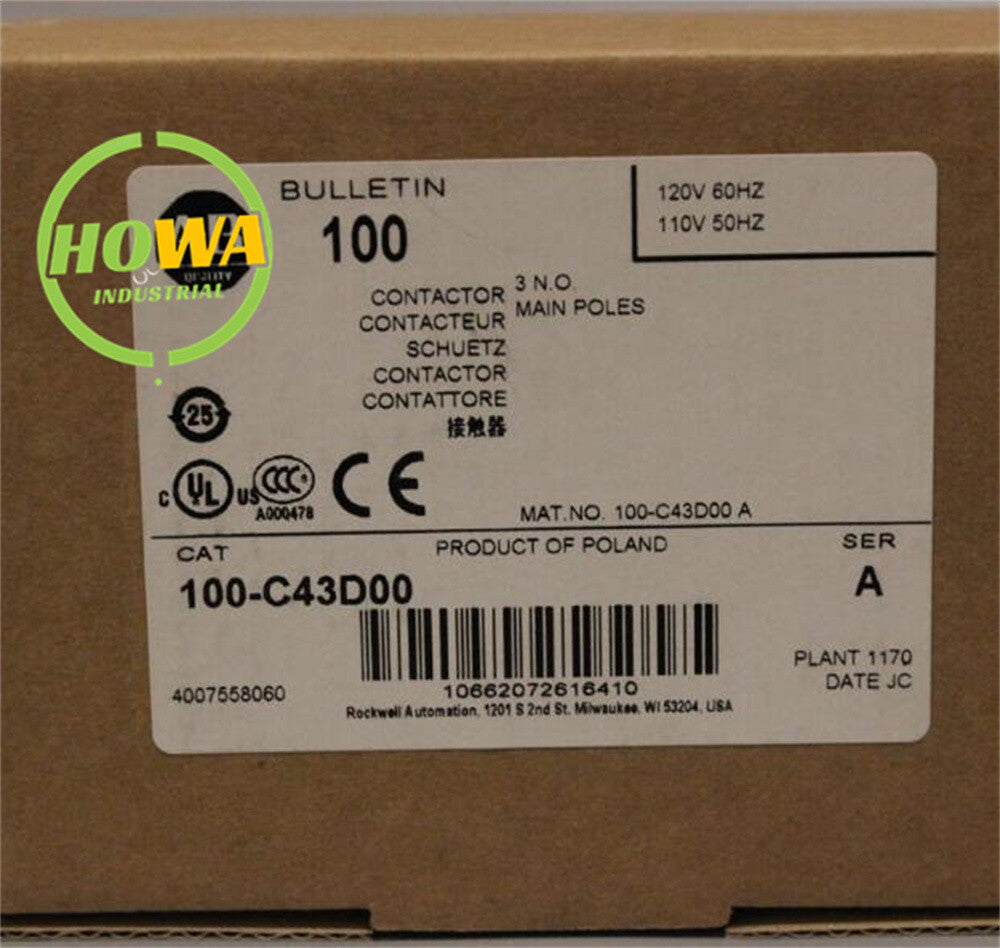 HOWA
INDUSTRIAL
QUALITY
BULLETIN
100
120V 60HZ
110V 50HZ
CONTACTOR
CONTACTEUR
SCHUETZ
CONTACTOR
CONTATTORE
接触器
3 N.O.
MAIN POLES
25
C UL US
CCC
A000478
CE
MAT.NO. 100-C43D00 A
CAT
100-C43D00
PRODUCT OF POLAND
SER
A
PLANT 1170
DATE JC
4007558060
10662072616410
Rockwell Automation, 1201 S 2nd St. Milwaukee, WI 53204, USA